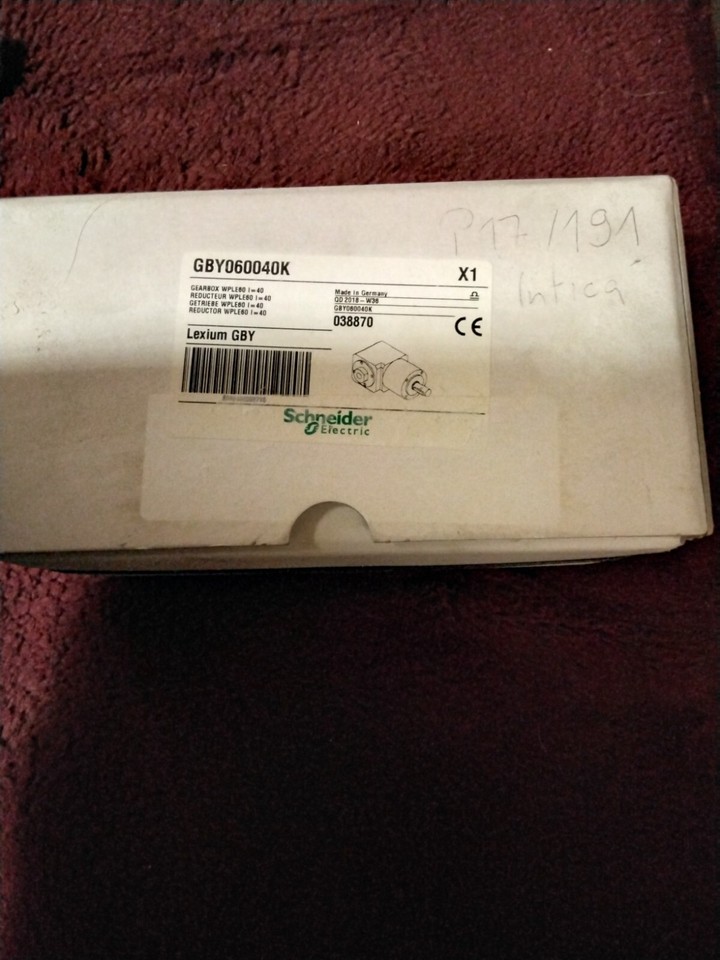 P17/191
Intica
GBY060040K
X1
GEARBOX WPLE60 I=40
REDUCTEUR WPLE60 I=40
GETRIEBE WPLE60 I=40
REDUCTOR WPLE60 I=40
Made in Germany
QD 2018-W36
GBY060040K
038870
CE
Lexium GBY
Schneider
Electric